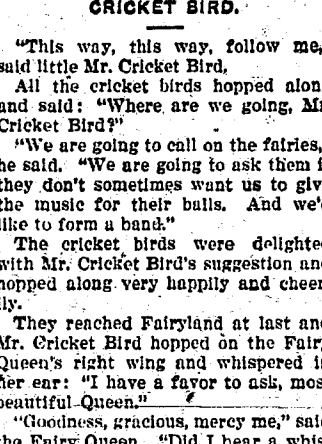 CRICKET BIRD.
"This way, this way, follow me,
said little Mr. Cricket Bird,
All the cricket birds hopped alon
and said: "Where are we going, Mr
Cricket Bird?"
"We are going to call on the fairies,
he said. "We are going to ask them i
they don't sometimes want us to giv
the music for their balls. And we'
like to form a band."
The cricket birds were delighte
with Mr. Cricket Bird's suggestion an
hopped along very happily and cheer
ily.
They reached Fairyland at last an
Mr. Cricket Bird hopped on the Fair
Queen's right wing and whispered i
her ear: "I have a favor to ask, mos
beautiful Queen."
"Goodness, gracious, mercy me," sai
the Fairy Queen. "Did I hear a whis